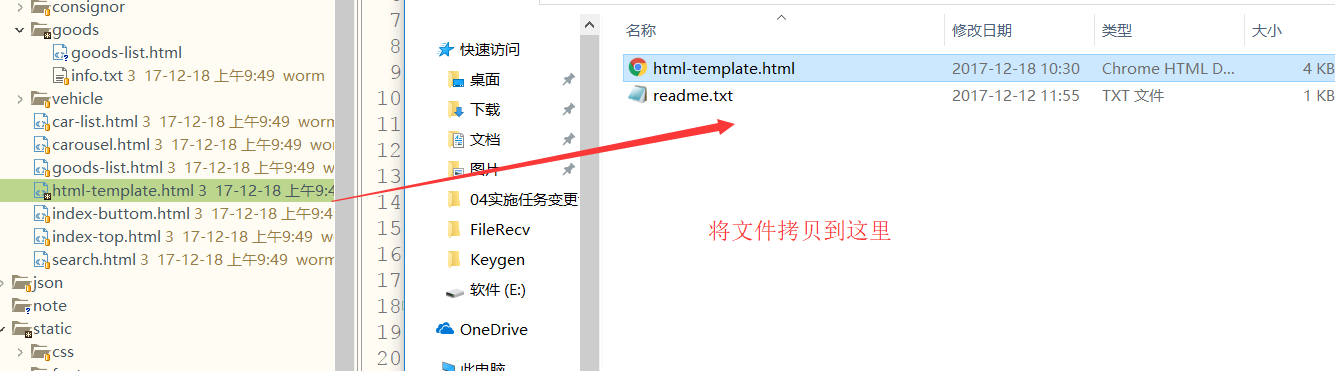 consignor
goods
goods-list.html
info.txt 3 17-12-18 上午9:49 worm
vehicle
car-list.html 3 17-12-18 上午9:49 worm
carousel.html 3 17-12-18 上午9:49
goods-list.html 3 17-12-18 上午9:49
html-template.html 3 17-12-18 上午9:4
index-buttom.html 3 17-12-18 上午9:4
index-top.html 3 17-12-18 上午9:49
search.html 3 17-12-18 上午9:49 worm
json
note
static
css
7
8
9
10
11
12
13
14
15
16
17
18
19
20
快速访问
桌面
下载
文档
图片
04实施任务变更
FileRecv
Keygen
软件 (E:)
OneDrive
此电脑
名称 修改日期 类型 大小
html-template.html 2017-12-18 10:30 Chrome HTML D... 4 KB
readme.txt 2017-12-12 11:55 TXT 文件 1 KB
将文件拷贝到这里